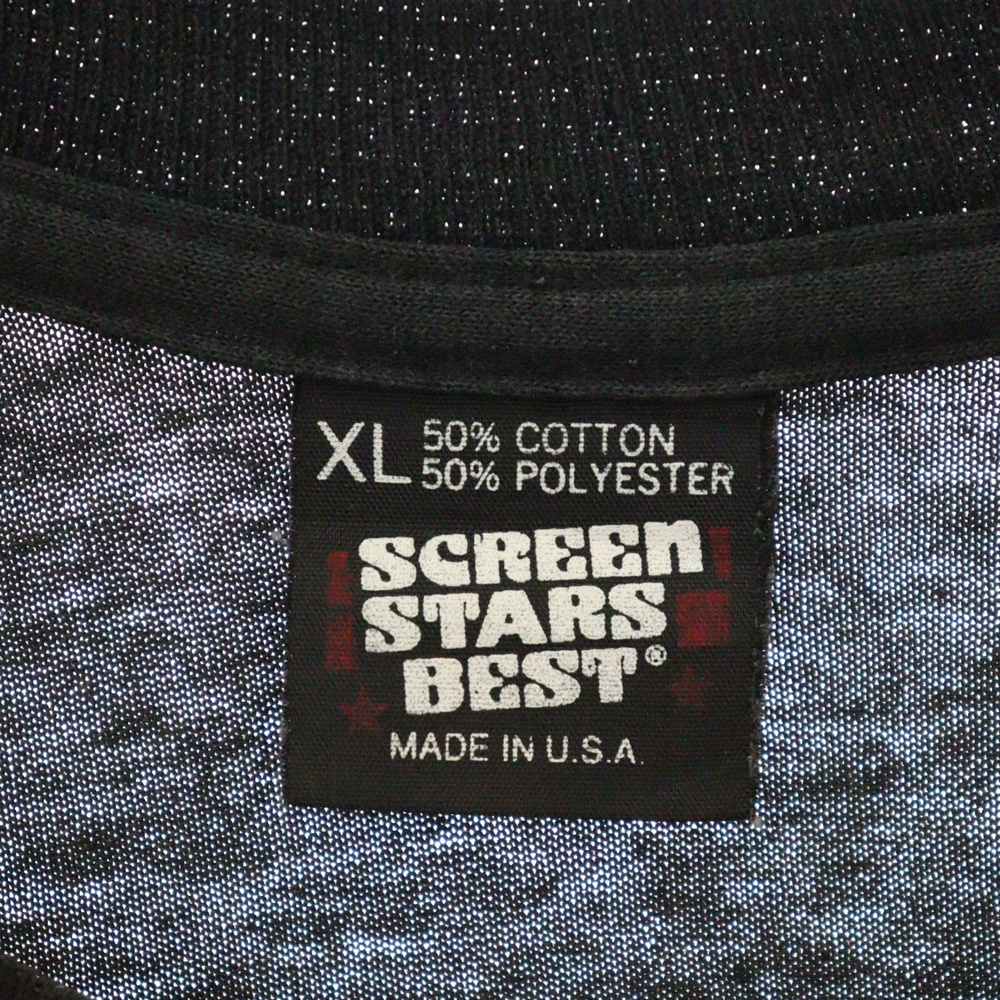 XL 50% COTTON
50% POLYESTER
SCREEN
STARS
BEST®
MADE IN U.S.A.